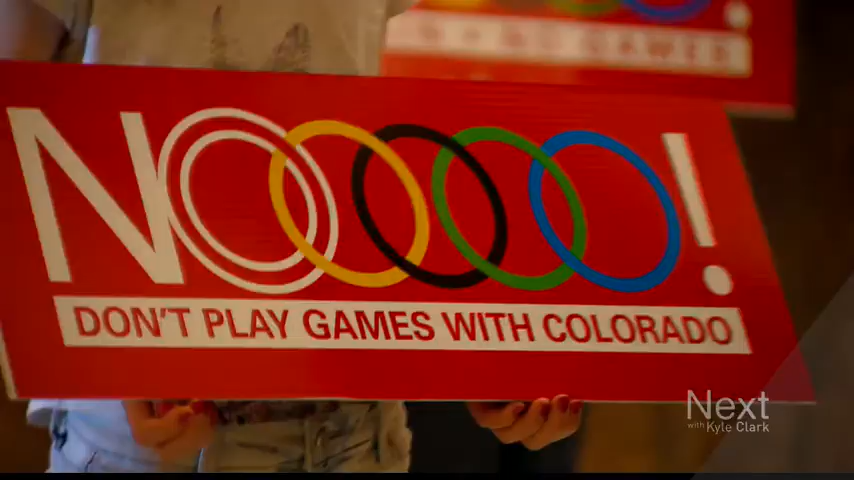 NOOOOO!
DON'T PLAY GAMES WITH COLORADO
Next
with Kyle Clark